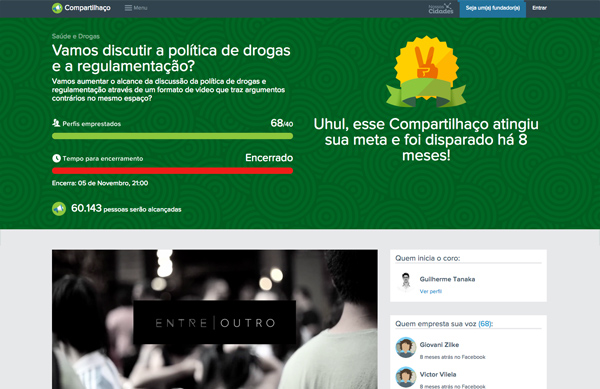 Compartilhaço
Menu
Nossas
Cidades
Seja um(a) fundador(a)
Entrar
Saúde e Drogas
Vamos discutir a política de drogas
e a regulamentação?
Vamos aumentar o alcance da discussão da política de drogas e
regulamentação através de um formato de video que traz argumentos
contrários no mesmo espaço?
Perfis emprestados
68/40
Tempo para encerramento
Encerrado
Encerra: 05 de Novembro, 21:00
60.143 pessoas serão alcançadas
Uhul, esse Compartilhaço atingiu
sua meta e foi disparado há 8
meses!
ENTRE|OUTRO
Quem inicia o coro:
Guilherme Tanaka
Ver perfil
Quem empresta sua voz (68):
Giovani Zilke
8 meses atrás no Facebook
Victor Vilela
8 meses atrás no Facebook